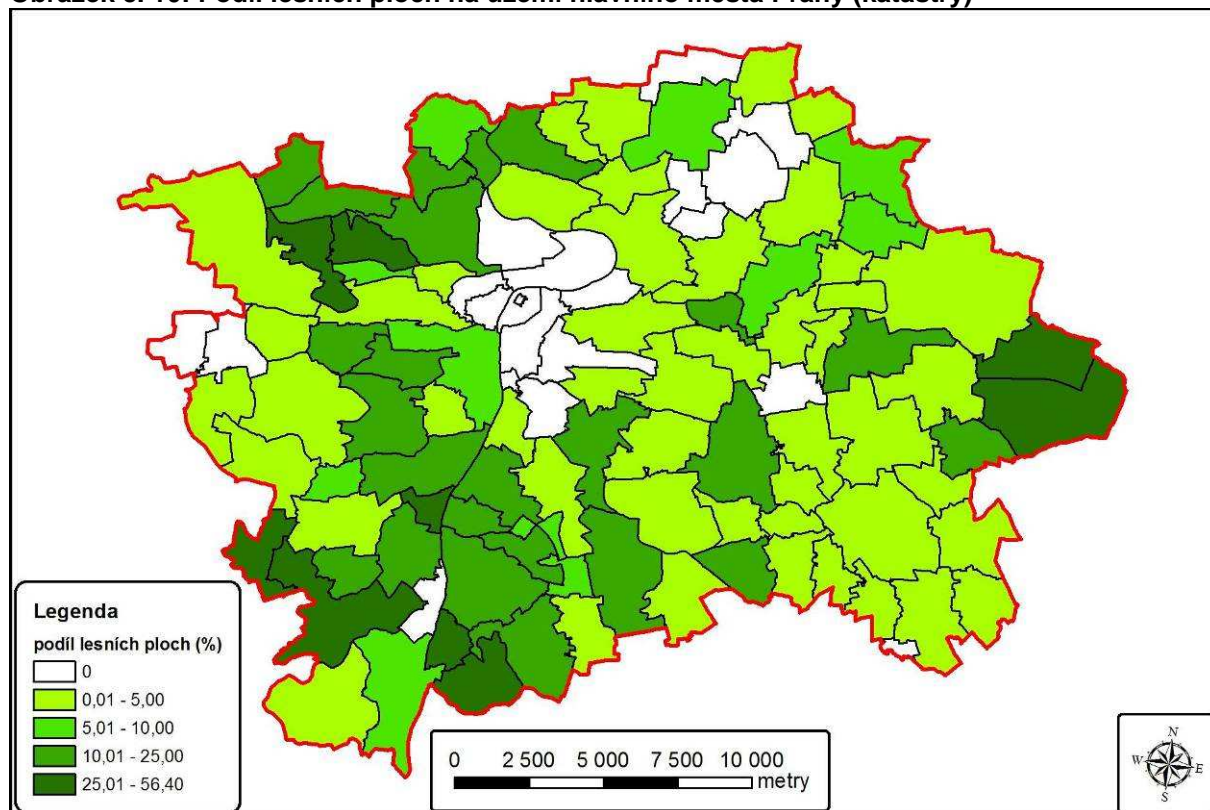 Legenda
podíl lesních ploch (%)
0
0,01 - 5,00
5,01 - 10,00
10,01 - 25,00
25,01 - 56,40
0 2 500 5 000 7 500 10 000
metry
N
W E
S